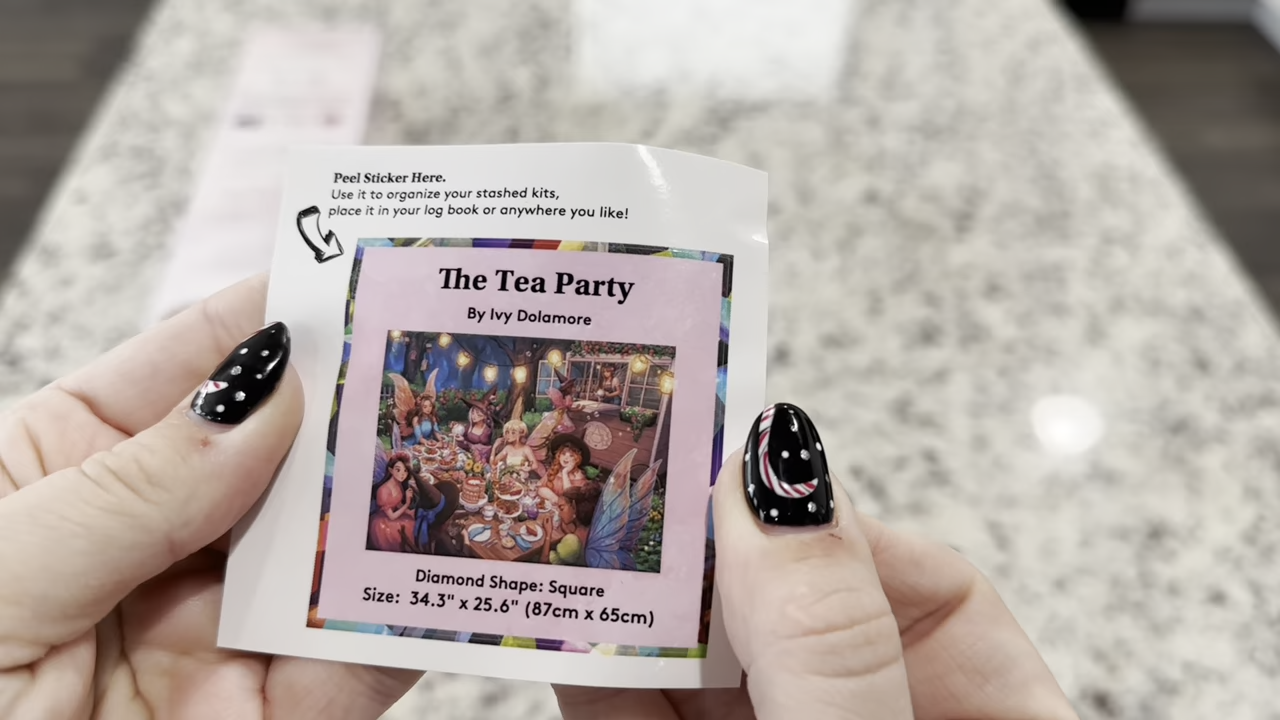 Peel Sticker Here.
Use it to organize your stashed kits,
place it in your log book or anywhere you like!
The Tea Party
By Ivy Dolamore
Diamond Shape: Square
Size: 34.3" x 25.6" (87cm x 65cm)